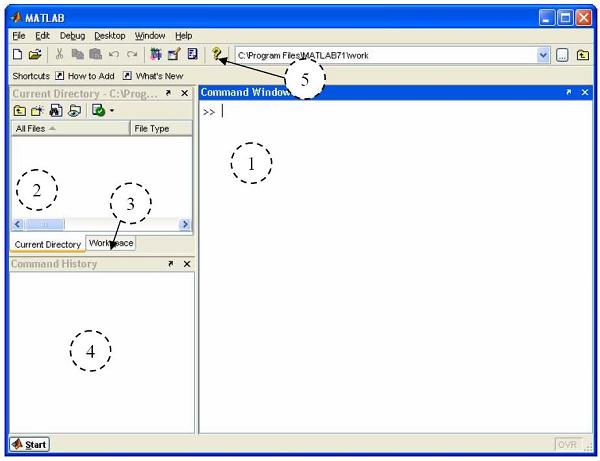 MATLAB
File Edit Debug Desktop Window Help
C:\Program Files\MATLAB71\work
Shortcuts How to Add What's New
Current Directory - C:\Prog...
All Files File Type
2
3
Current Directory Workspace
Command History
4
Command Window
5
>>
1
Start
OVR